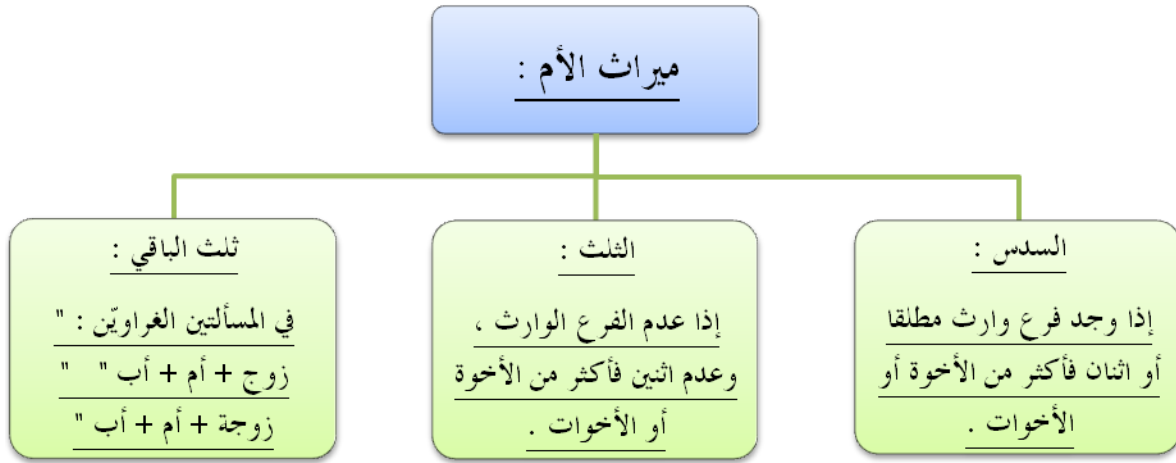 ميراث الأم :
السدس :
إذا وجد فرع وارث مطلقا
أو اثنان فأكثر من الأخوة أو
الأخوات .
الثلث :
إذا عدم الفرع الوارث ،
وعدم اثنين فأكثر من الأخوة
أو الأخوات .
ثلث الباقي :
في المسألتين الغراويّن : "
زوج + أم + أب " "
زوجة + أم + أب "